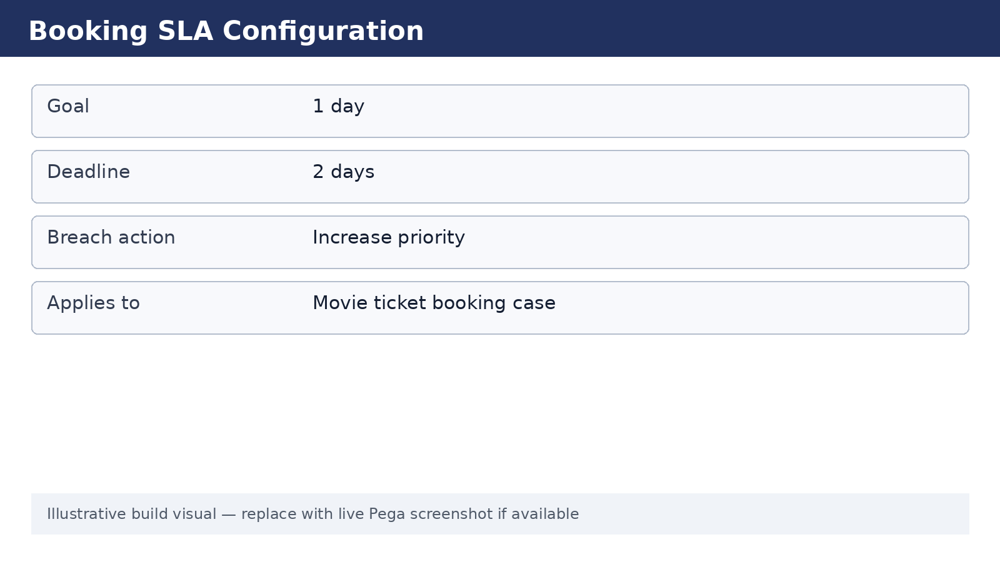 Booking SLA Configuration
Goal 1 day
Deadline 2 days
Breach action Increase priority
Applies to Movie ticket booking case
Illustrative build visual — replace with live Pega screenshot if available